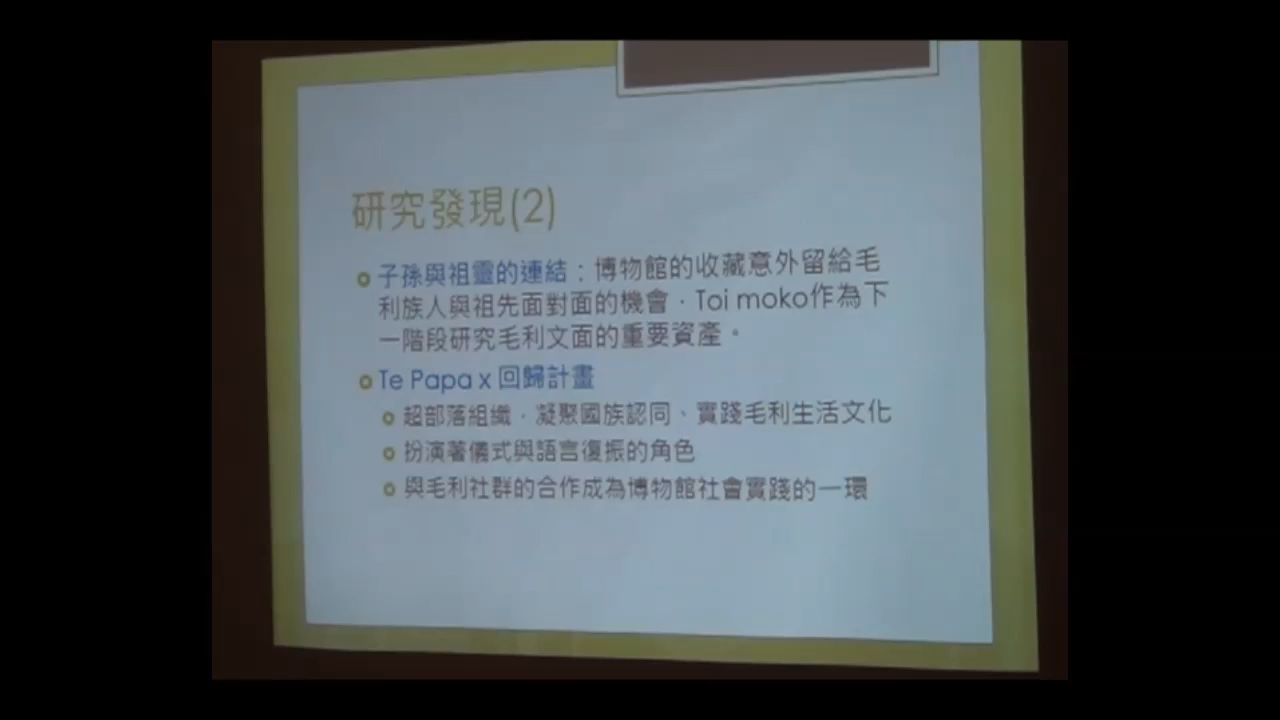 研究發現(2)
子孫與祖靈的連結：博物館的收藏意外留給毛
利族人與祖先面對面的機會，Toi moko作為下
一階段研究毛利文面的重要資產。
Te Papa x 回歸計畫
超部落組織，凝聚國族認同、實踐毛利生活文化
扮演著儀式與語言復振的角色
與毛利社群的合作成為博物館社會實踐的一環